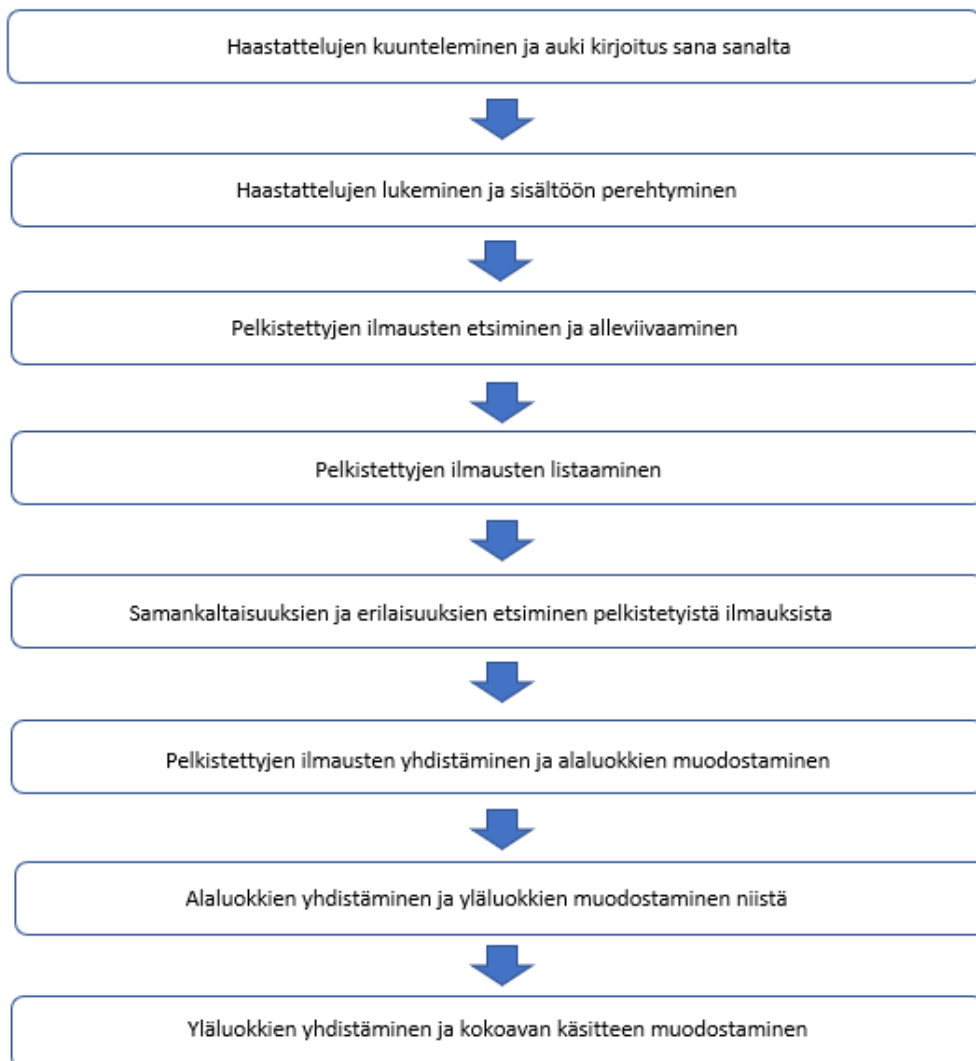 Haastattelujen kuunteleminen ja auki kirjoitus sana sanalta
Haastattelujen lukeminen ja sisältöön perehtyminen
Pelkistettyjen ilmausten etsiminen ja alleviivaaminen
Pelkistettyjen ilmausten listaaminen
Samankaltaisuuksien ja erilaisuuksien etsiminen pelkistetyistä ilmauksista
Pelkistettyjen ilmausten yhdistäminen ja alaluokkien muodostaminen
Alaluokkien yhdistäminen ja yläluokkien muodostaminen niistä
Yläluokkien yhdistäminen ja kokoavan käsitteen muodostaminen